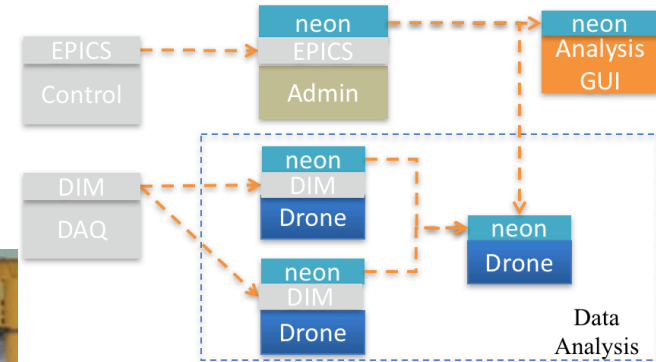 EPICS
Control
neon
EPICS
Admin
neon
Analysis
GUI
DIM
DAQ
neon
DIM
Drone
neon
DIM
Drone
neon
Drone
Data
Analysis